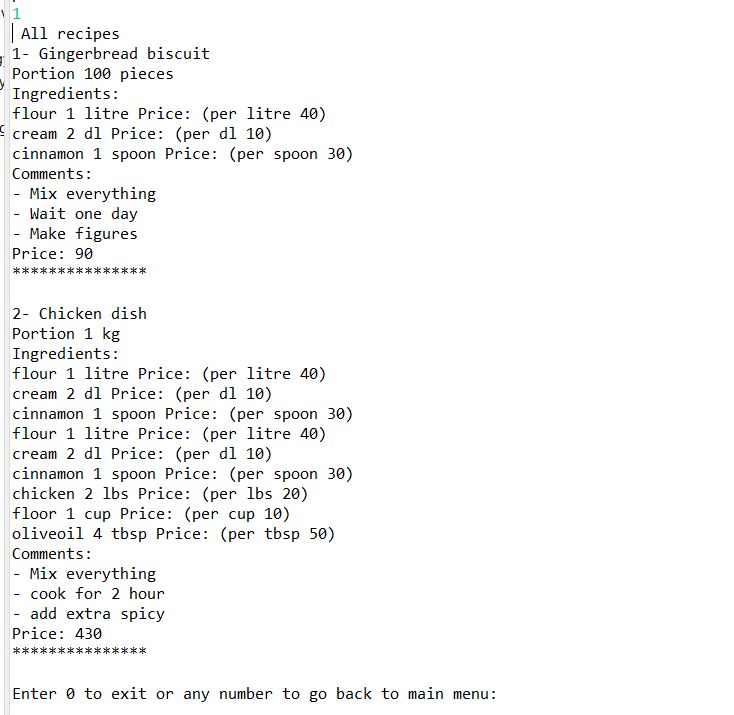 1
All recipes
1- Gingerbread biscuit
Portion 100 pieces
Ingredients:
flour 1 litre Price: (per litre 40)
cream 2 dl Price: (per dl 10)
cinnamon 1 spoon Price: (per spoon 30)
Comments:
- Mix everything
- Wait one day
- Make figures
Price: 90
***************
2- Chicken dish
Portion 1 kg
Ingredients:
flour 1 litre Price: (per litre 40)
cream 2 dl Price: (per dl 10)
cinnamon 1 spoon Price: (per spoon 30)
flour 1 litre Price: (per litre 40)
cream 2 dl Price: (per dl 10)
cinnamon 1 spoon Price: (per spoon 30)
chicken 2 lbs Price: (per lbs 20)
floor 1 cup Price: (per cup 10)
oliveoil 4 tbsp Price: (per tbsp 50)
Comments:
- Mix everything
- cook for 2 hour
- add extra spicy
Price: 430
***************
Enter 0 to exit or any number to go back to main menu: